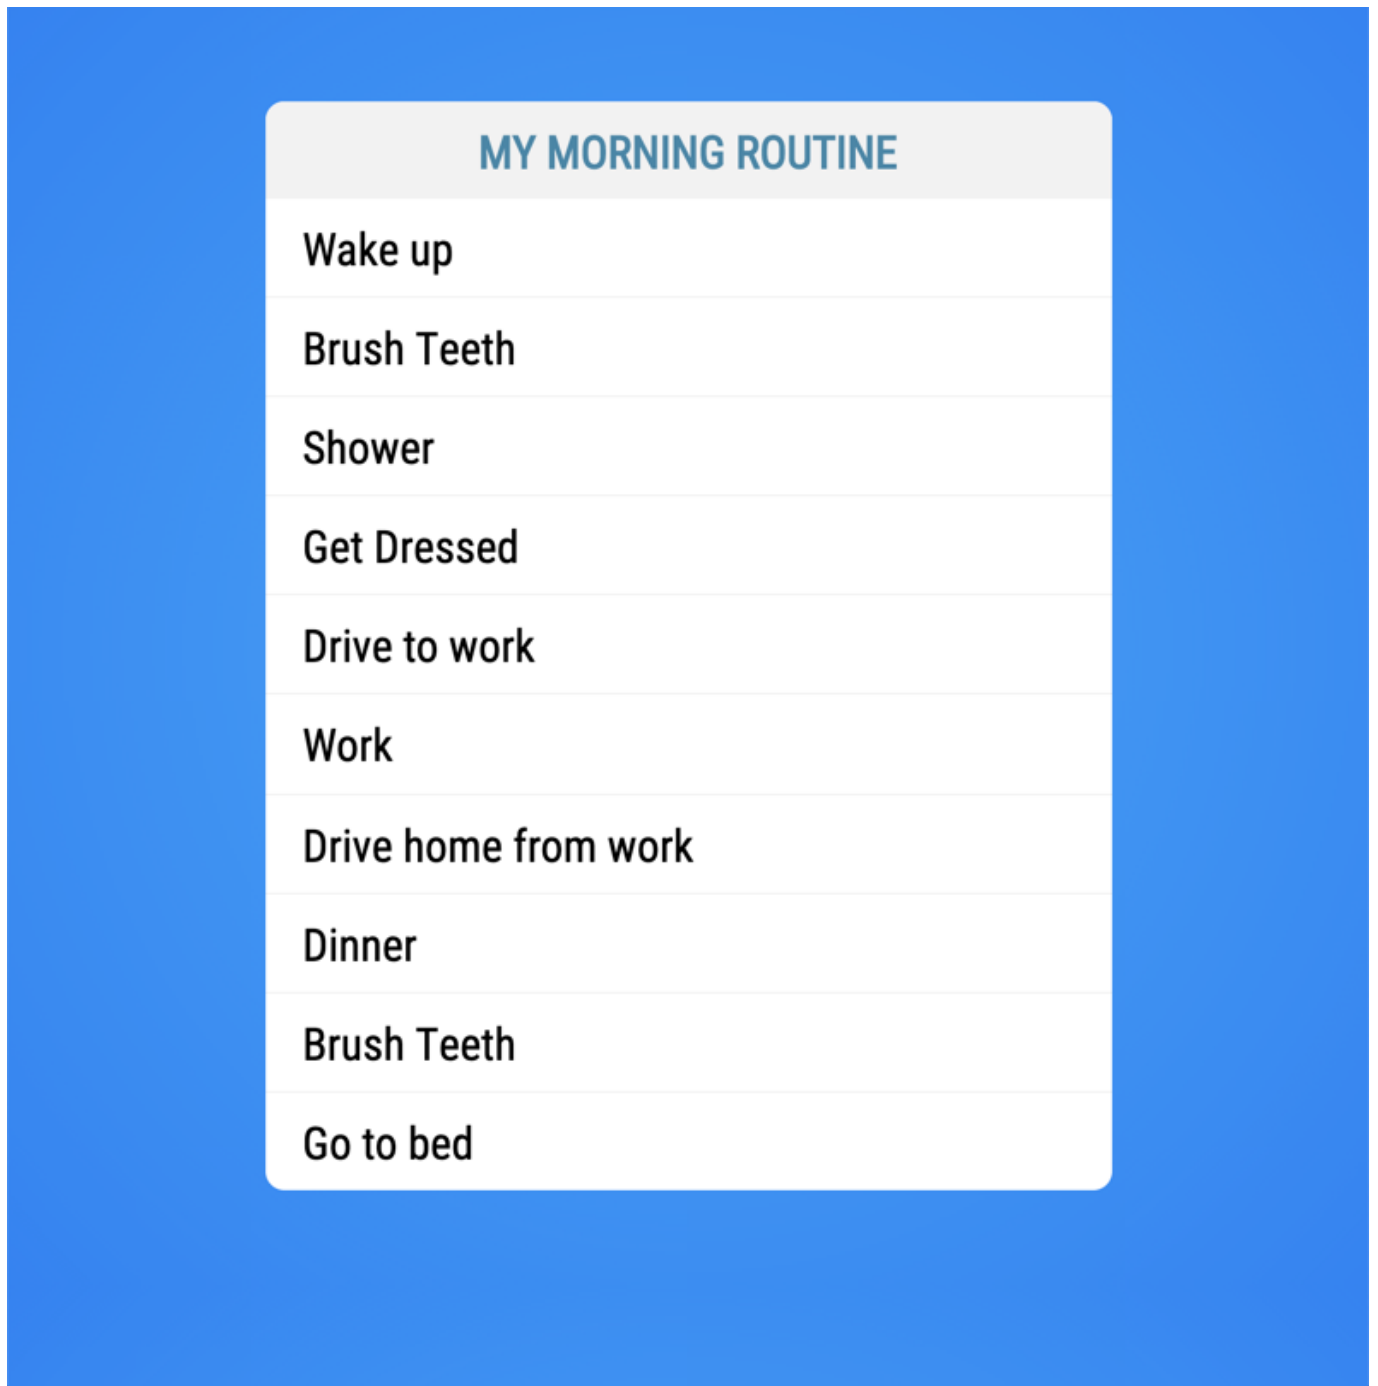 MY MORNING ROUTINE
Wake up
Brush Teeth
Shower
Get Dressed
Drive to work
Work
Drive home from work
Dinner
Brush Teeth
Go to bed